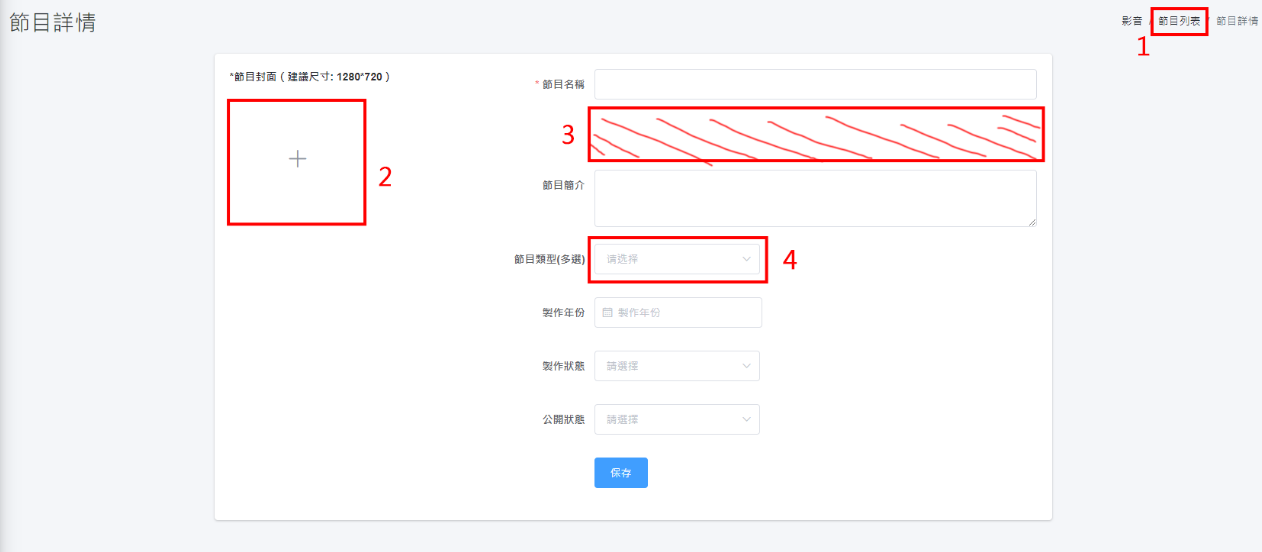 節目詳情
影音 / 節目列表 / 節目詳情
1
*節目封面 ( 建議尺寸: 1280*720 )
* 節目名稱
3
2
節目簡介
節目類型(多選) 请选择
4
製作年份 製作年份
製作狀態 請選擇
公開狀態 請選擇
保存